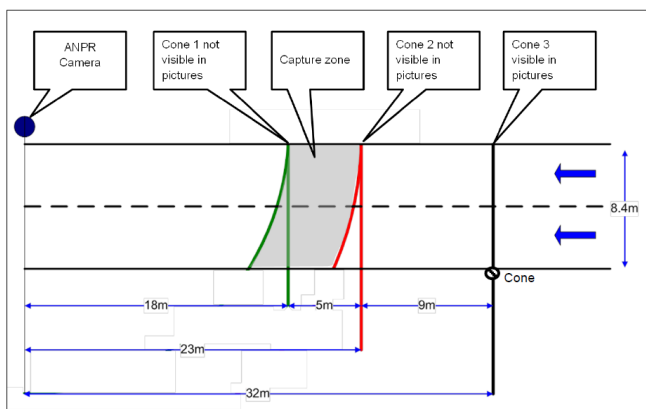 ANPR
Camera
Cone 1 not
visible in
pictures
Capture zone
Cone 2 not
visible in
pictures
Cone 3
visible in
pictures
8.4m
Cone
18m
5m
9m
23m
32m